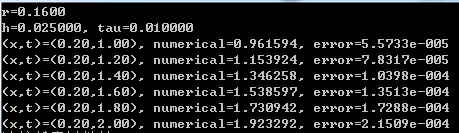 r=0.1600
h=0.025000, tau=0.010000
(x,t)=(0.20,1.00), numerical=0.961594, error=5.5733e-005
(x,t)=(0.20,1.20), numerical=1.153924, error=7.8317e-005
(x,t)=(0.20,1.40), numerical=1.346258, error=1.0398e-004
(x,t)=(0.20,1.60), numerical=1.538597, error=1.3513e-004
(x,t)=(0.20,1.80), numerical=1.730942, error=1.7288e-004
(x,t)=(0.20,2.00), numerical=1.923292, error=2.1509e-004